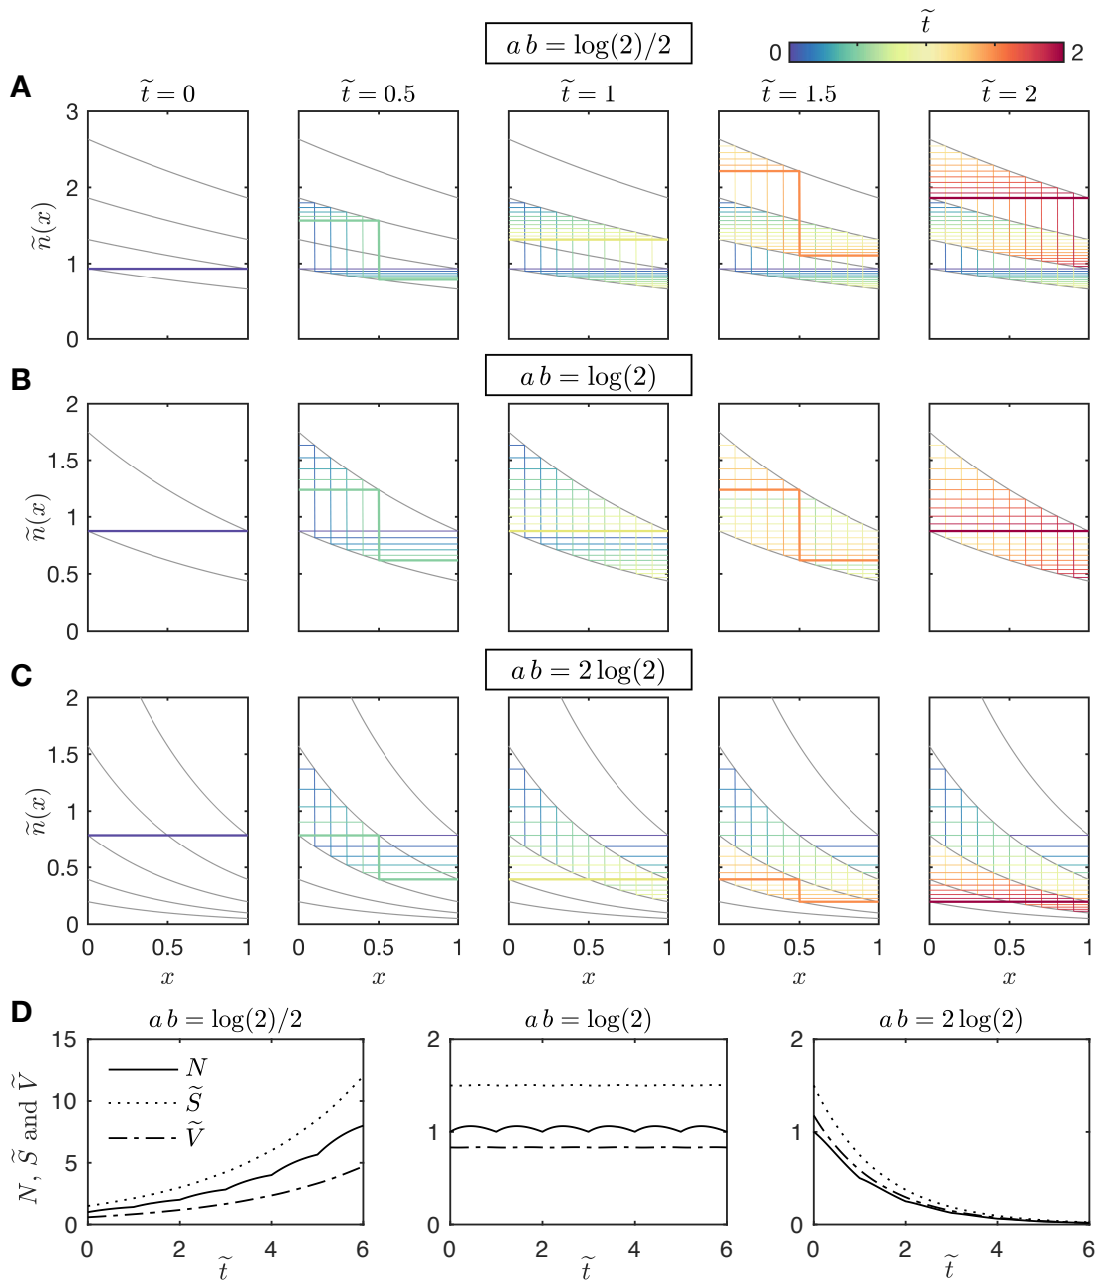 a b = log(2)/2
t̃
0 2
A
t̃ = 0 t̃ = 0.5 t̃ = 1 t̃ = 1.5 t̃ = 2
3
2
1
0
ñ(x)
B
a b = log(2)
2
1.5
1
0.5
0
ñ(x)
C
a b = 2 log(2)
2
1.5
1
0.5
0
ñ(x)
0 0.5 1 0 0.5 1 0 0.5 1 0 0.5 1 0 0.5 1
x x x x x
D
a b = log(2)/2 a b = log(2) a b = 2 log(2)
N, S̃ and Ṽ
15
10
5
0
N
S̃
Ṽ
2
1
0
2
1
0
0 2 4 6 0 2 4 6 0 2 4 6
t̃ t̃ t̃